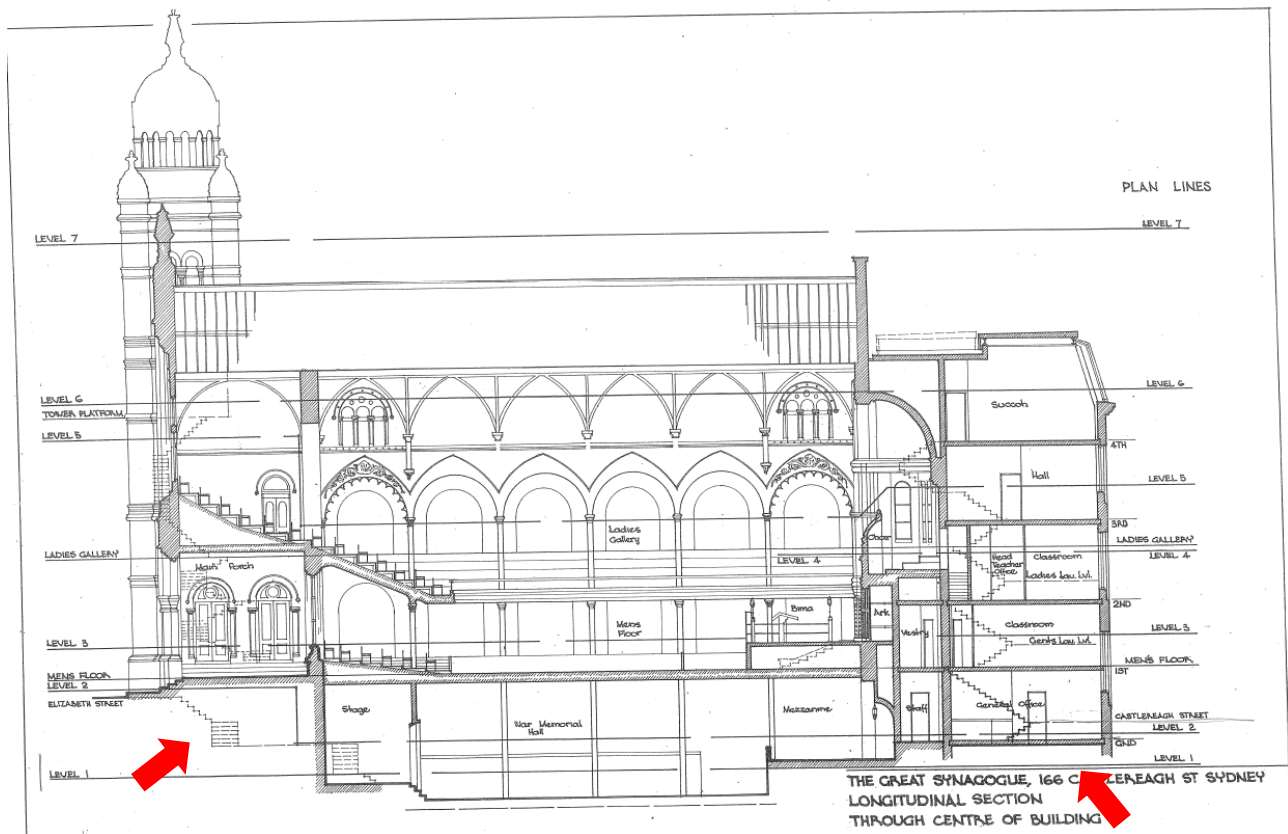 PLAN LINES
LEVEL 7
LEVEL 7
LEVEL 6
TOWER PLATFORM
LEVEL 5
LEVEL 6
Succoh
4TH
Hall
LEVEL 5
3RD
Ladies
Gallery
Choir
LADIES GALLERY
LADIES GALLERY
LEVEL 4
LEVEL 4
Main Porch
Head
Teacher
Office
Classroom
Ladies Lav. Lvl.
2ND
Bima
Ark
Mens
Floor
Vestry
Classroom
Gents Lav. Lvl.
LEVEL 3
LEVEL 3
MEN'S FLOOR
1ST
MENS FLOOR
LEVEL 2
ELIZABETH STREET
Stage
War Memorial
Hall
Mezzanine
Staff
General Office
CASTLEREAGH STREET
LEVEL 2
GND
LEVEL 1
LEVEL 1
THE GREAT SYNAGOGUE, 166 C LEREAGH ST SYDNEY
LONGITUDINAL SECTION
THROUGH CENTRE OF BUILDING